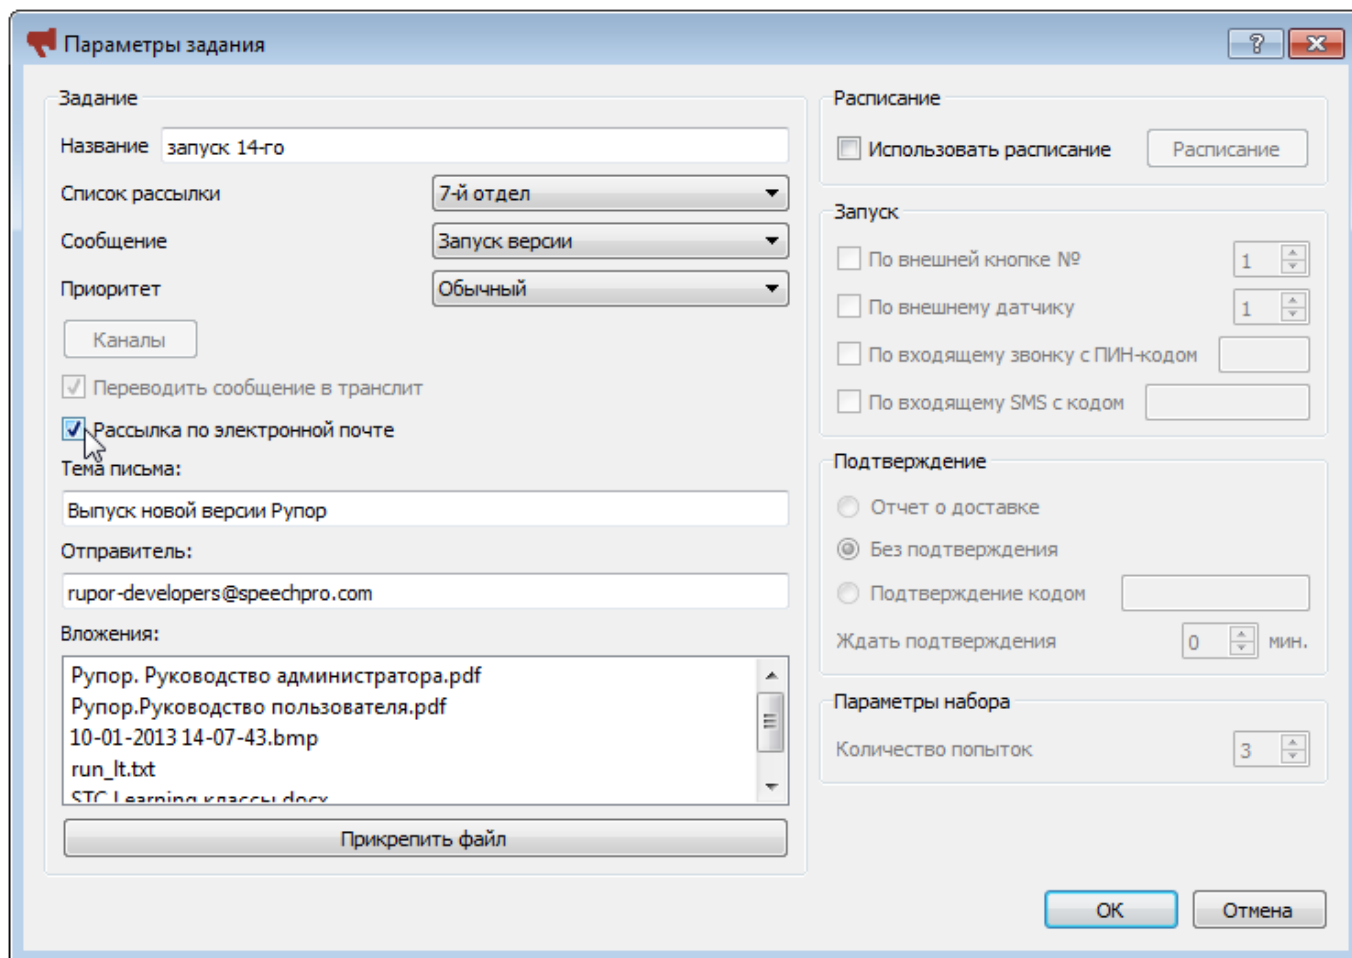 Параметры задания
Задание
Название запуск 14-го
Список рассылки 7-й отдел
Сообщение Запуск версии
Приоритет Обычный
Каналы
Переводить сообщение в транслит
Рассылка по электронной почте
Тема письма:
Выпуск новой версии Рупор
Отправитель:
rupor-developers@speechpro.com
Вложения:
Рупор. Руководство администратора.pdf
Рупор.Руководство пользователя.pdf
10-01-2013 14-07-43.bmp
run_lt.txt
STC Learning классы.docx
Прикрепить файл
Расписание
Использовать расписание Расписание
Запуск
По внешней кнопке № 1
По внешнему датчику 1
По входящему звонку с ПИН-кодом
По входящему SMS с кодом
Подтверждение
Отчет о доставке
Без подтверждения
Подтверждение кодом
Ждать подтверждения 0 мин.
Параметры набора
Количество попыток 3
ОК Отмена